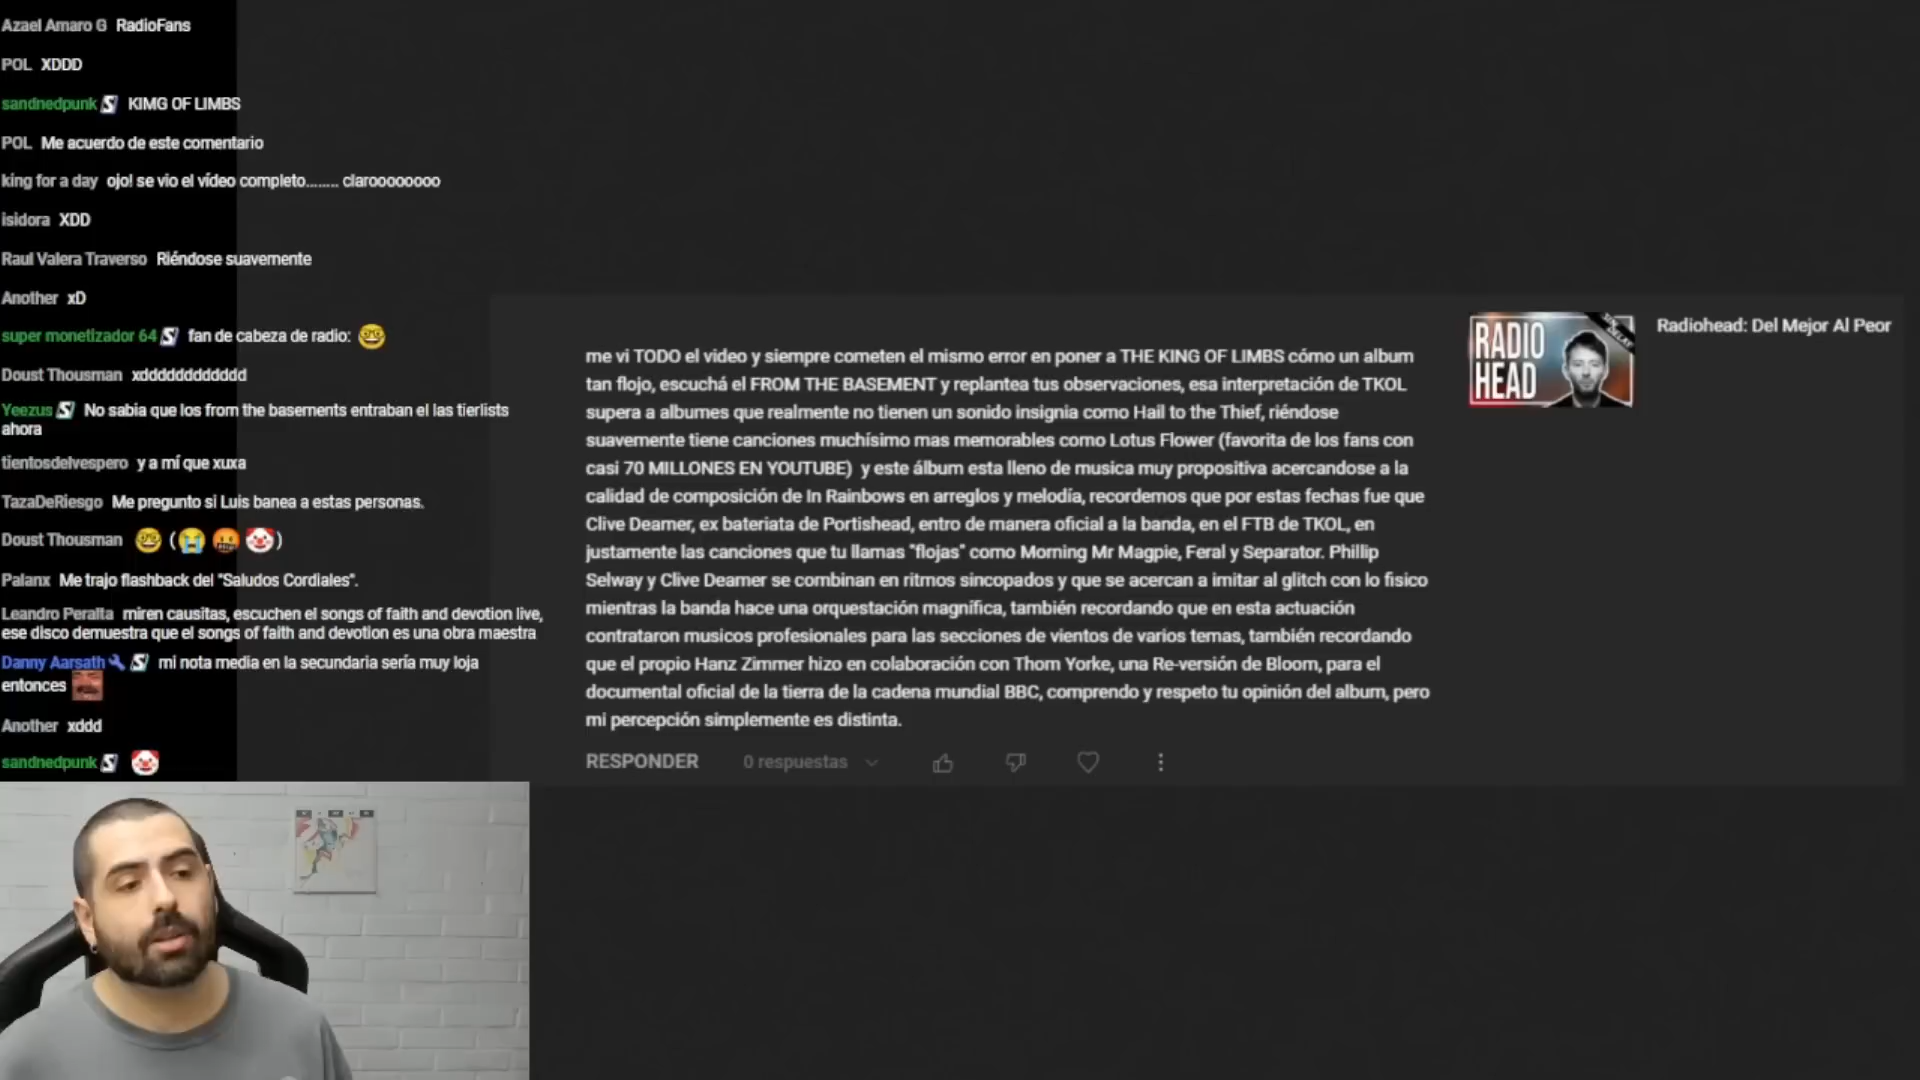 Azael Amaro G RadioFans
POL XDDD
sandnedpunk KIMG OF LIMBS
POL Me acuerdo de este comentario
king for a day ojo! se vio el vídeo completo........ clarooooooooo
isidora XDD
Raul Valera Traverso Riéndose suavemente
Another xD
super monetizador 64 fan de cabeza de radio: 🤓
Doust Thousman xdddddddddddd
Yeezus No sabia que los from the basements entraban el las tierlists
ahora
tientosdelvespero y a mí que xuxa
TazaDeRiesgo Me pregunto si Luis banea a estas personas.
Doust Thousman 🤓 (😭 🤬 🤡)
Palanx Me trajo flashback del "Saludos Cordiales".
Leandro Peralta miren causitas, escuchen el songs of faith and devotion live,
ese disco demuestra que el songs of faith and devotion es una obra maestra
Danny Aarsath mi nota media en la secundaria sería muy loja
entonces
Another xddd
sandnedpunk 🤡
me vi TODO el video y siempre cometen el mismo error en poner a THE KING OF LIMBS cómo un album
tan flojo, escuchá el FROM THE BASEMENT y replantea tus observaciones, esa interpretación de TKOL
supera a albumes que realmente no tienen un sonido insignia como Hail to the Thief, riéndose
suavemente tiene canciones muchísimo mas memorables como Lotus Flower (favorita de los fans con
casi 70 MILLONES EN YOUTUBE) y este álbum esta lleno de musica muy propositiva acercandose a la
calidad de composición de In Rainbows en arreglos y melodía, recordemos que por estas fechas fue que
Clive Deamer, ex bateriata de Portishead, entro de manera oficial a la banda, en el FTB de TKOL, en
justamente las canciones que tu llamas "flojas" como Morning Mr Magpie, Feral y Separator. Phillip
Selway y Clive Deamer se combinan en ritmos sincopados y que se acercan a imitar al glitch con lo fisico
mientras la banda hace una orquestación magnífica, también recordando que en esta actuación
contrataron musicos profesionales para las secciones de vientos de varios temas, también recordando
que el propio Hanz Zimmer hizo en colaboración con Thom Yorke, una Re-versión de Bloom, para el
documental oficial de la tierra de la cadena mundial BBC, comprendo y respeto tu opinión del album, pero
mi percepción simplemente es distinta.
RESPONDER 0 respuestas
RADIO
HEAD
Radiohead: Del Mejor Al Peor